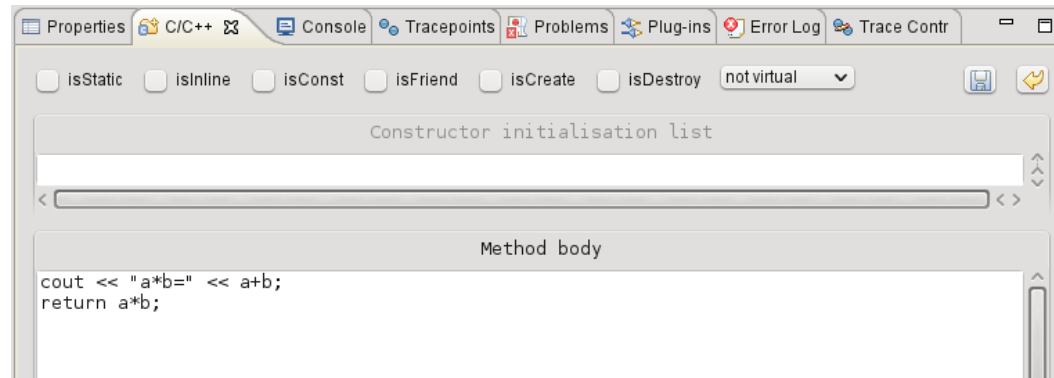 Properties C/C++ Console Tracepoints Problems Plug-ins Error Log Trace Contr
isStatic isInline isConst isFriend isCreate isDestroy not virtual
Constructor initialisation list
Method body
cout << "a*b=" << a+b;
return a*b;